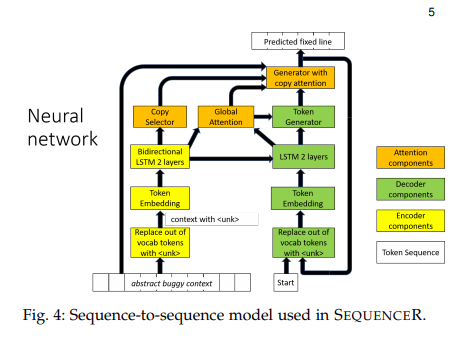 5
Predicted fixed line
Generator with
copy attention
Neural
network
Copy
Selector
Global
Attention
Token
Generator
Bidirectional
LSTM 2 layers
LSTM 2 layers
Attention
components
Decoder
components
Encoder
components
Token Sequence
Token
Embedding
Token
Embedding
context with <unk>
Replace out of
vocab tokens
with <unk>
Replace out of
vocab tokens
with <unk>
abstract buggy context
Start
Fig. 4: Sequence-to-sequence model used in SEQUENCER.